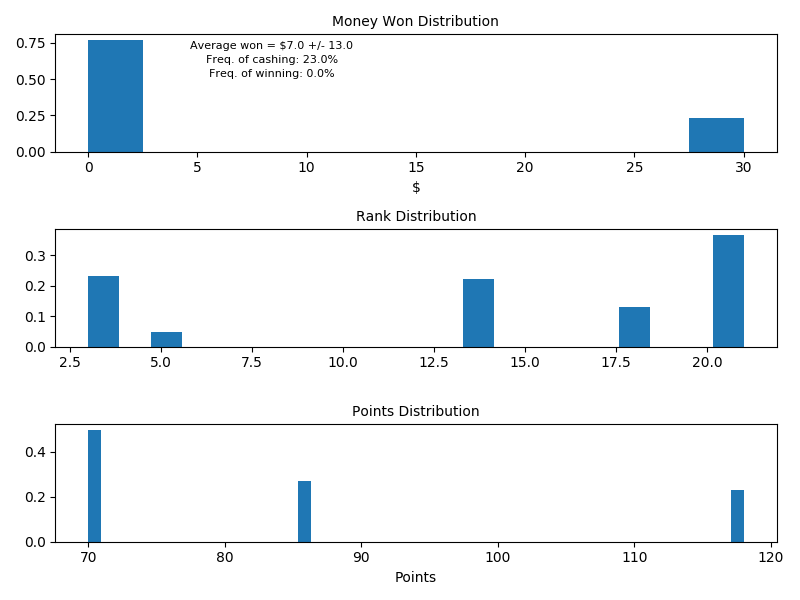 Money Won Distribution
0.75
0.50
0.25
0.00
Average won = $7.0 +/- 13.0
Freq. of cashing: 23.0%
Freq. of winning: 0.0%
0 5 10 15 20 25 30
$
Rank Distribution
0.3
0.2
0.1
0.0
2.5 5.0 7.5 10.0 12.5 15.0 17.5 20.0
Points Distribution
0.4
0.2
0.0
70 80 90 100 110 120
Points